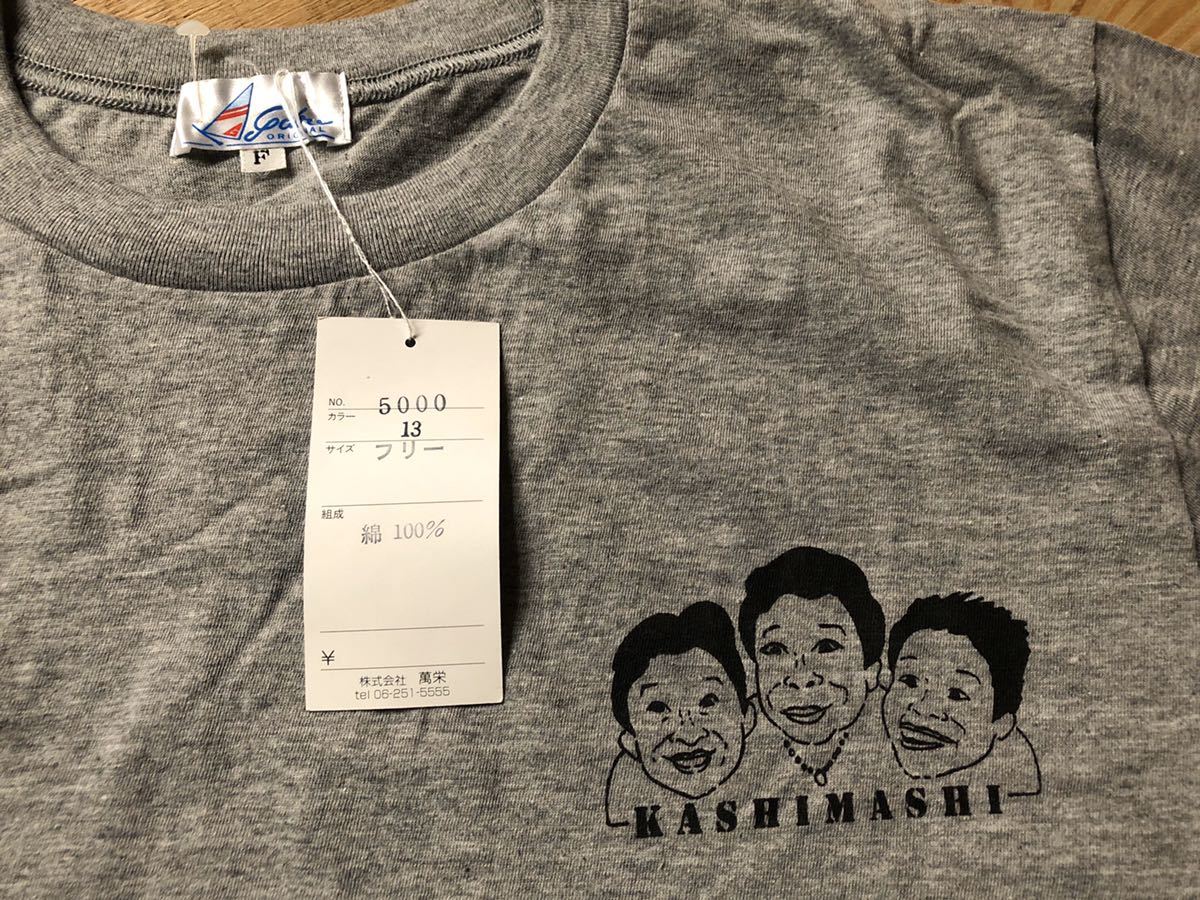 ORIGINAL
F
NO. 5000
カラー 13
サイズ フリー
組成
綿 100%
¥
株式会社 萬栄
tel 06-251-5555
KASHIMASHI